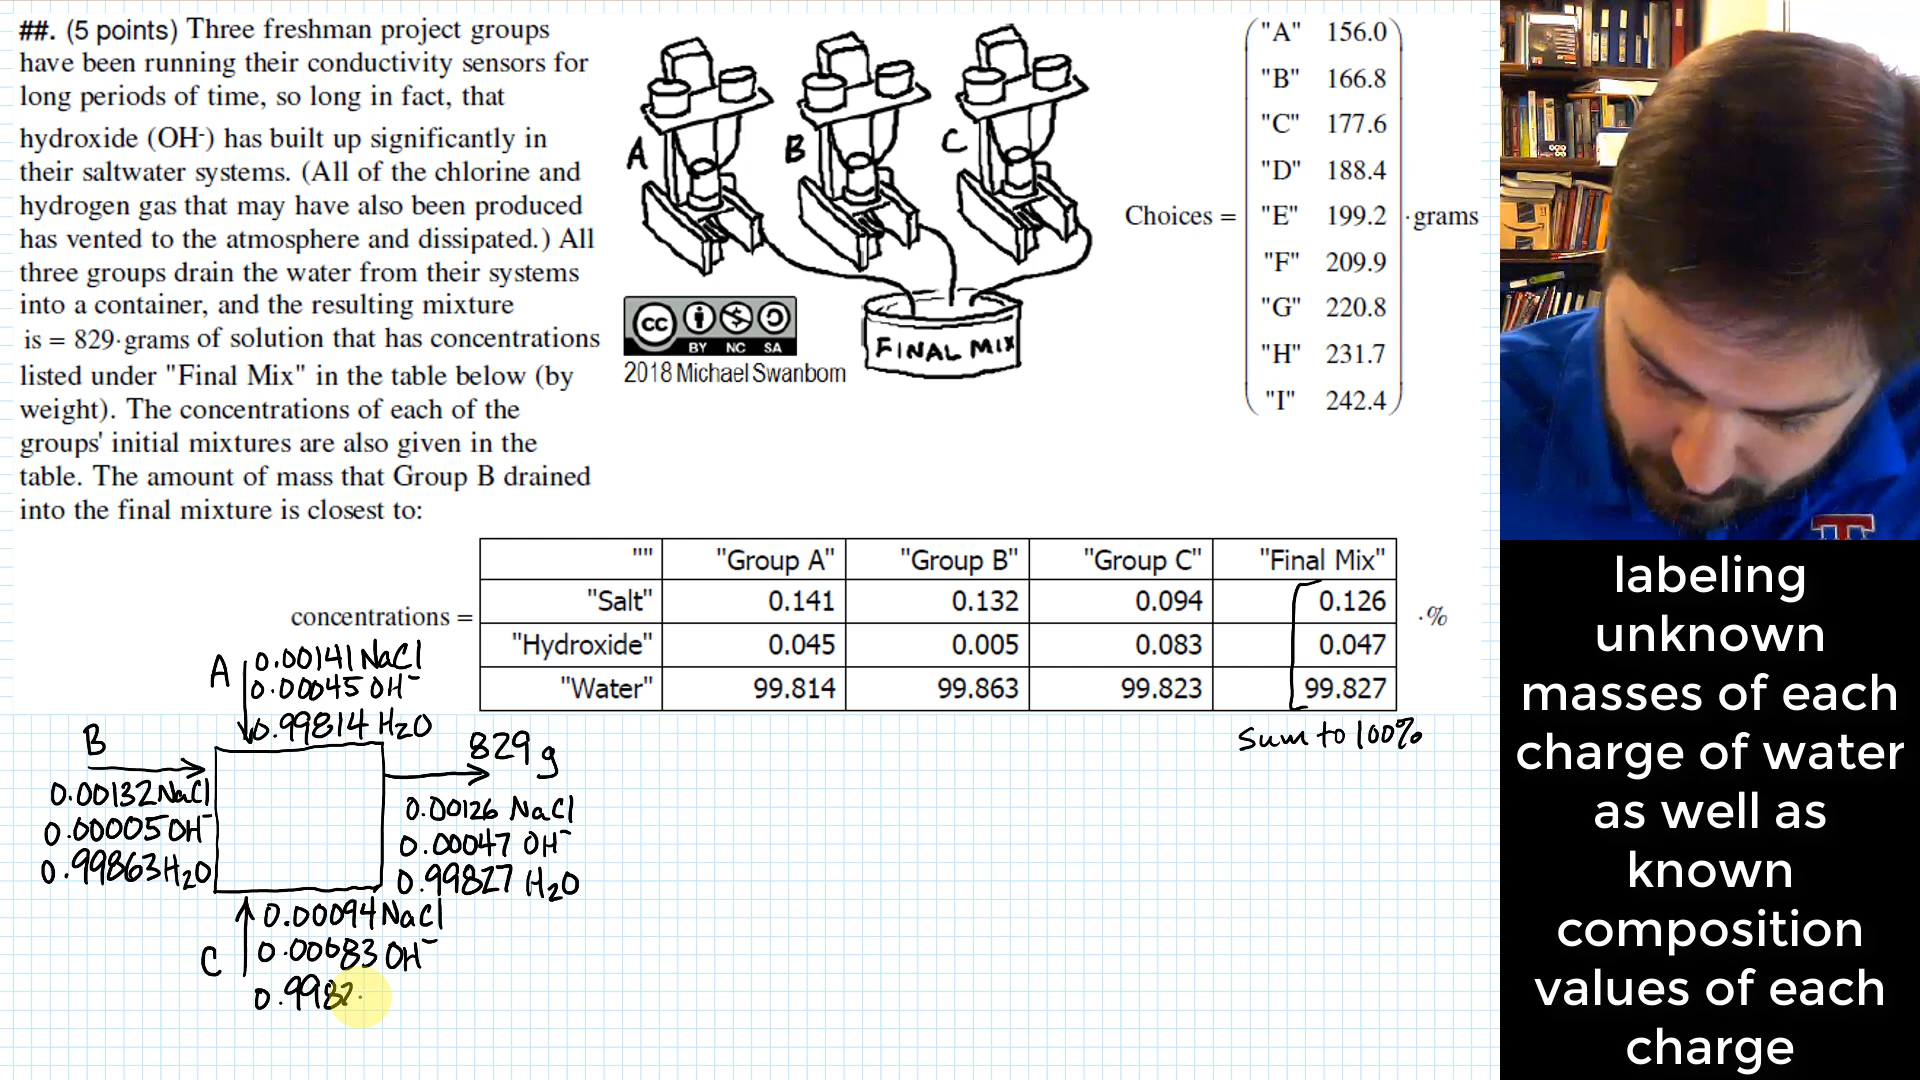 ##. (5 points) Three freshman project groups
have been running their conductivity sensors for
long periods of time, so long in fact, that
hydroxide (OH-) has built up significantly in
their saltwater systems. (All of the chlorine and
hydrogen gas that may have also been produced
has vented to the atmosphere and dissipated.) All
three groups drain the water from their systems
into a container, and the resulting mixture
is = 829·grams of solution that has concentrations
listed under "Final Mix" in the table below (by
weight). The concentrations of each of the
groups' initial mixtures are also given in the
table. The amount of mass that Group B drained
into the final mixture is closest to:
A
B
C
FINAL MIX
cc
BY NC SA
2018 Michael Swanbom
Choices =
"A" 156.0
"B" 166.8
"C" 177.6
"D" 188.4
"E" 199.2
"F" 209.9
"G" 220.8
"H" 231.7
"I" 242.4
·grams
concentrations =
"" "Group A" "Group B" "Group C" "Final Mix"
"Salt" 0.141 0.132 0.094 0.126
"Hydroxide" 0.045 0.005 0.083 0.047
"Water" 99.814 99.863 99.823 99.827
·%
Sum to 100%
A
0.00141 NaCl
0.00045 OH-
0.99814 H2O
B
0.00132 NaCl
0.00005 OH-
0.99863 H2O
829 g
0.00126 NaCl
0.00047 OH-
0.99827 H2O
C
0.00094 NaCl
0.00083 OH-
0.9982
labeling
unknown
masses of each
charge of water
as well as
known
composition
values of each
charge